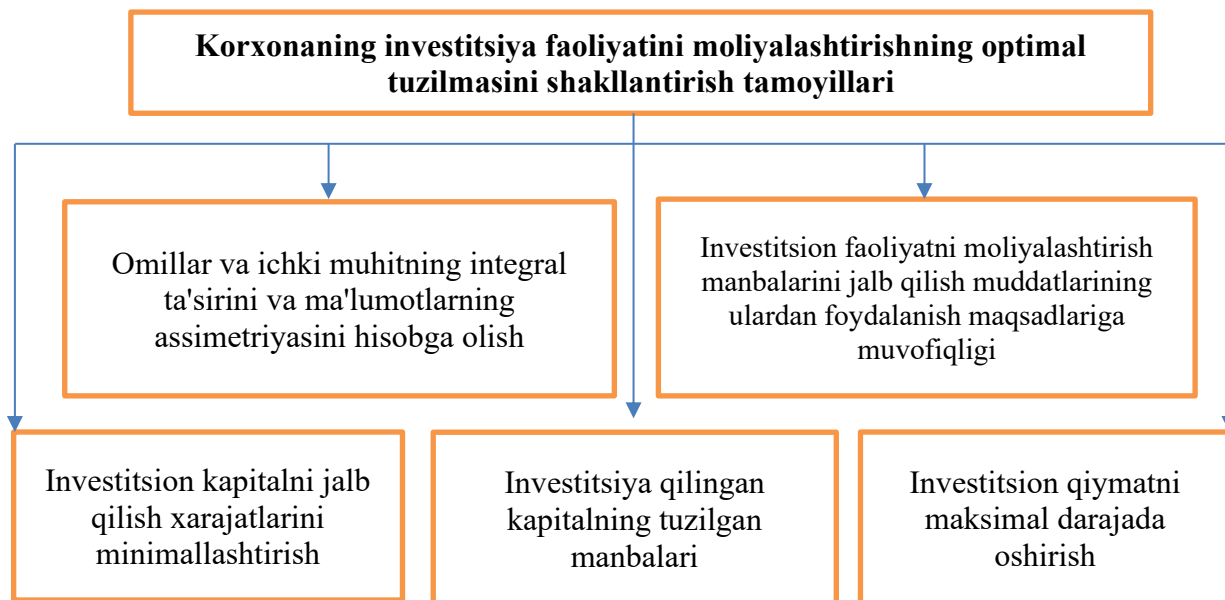 Korxonaning investitsiya faoliyatini moliyalashtirishning optimal
tuzilmasini shakllantirish tamoyillari
Omillar va ichki muhitning integral
ta'sirini va ma'lumotlarning
assimetriyasini hisobga olish
Investitsion faoliyatni moliyalashtirish
manbalarini jalb qilish muddatlarining
ulardan foydalanish maqsadlariga
muvofiqligi
Investitsion kapitalni jalb
qilish xarajatlarini
minimallashtirish
Investitsiya qilingan
kapitalning tuzilgan
manbalari
Investitsion qiymatni
maksimal darajada
oshirish